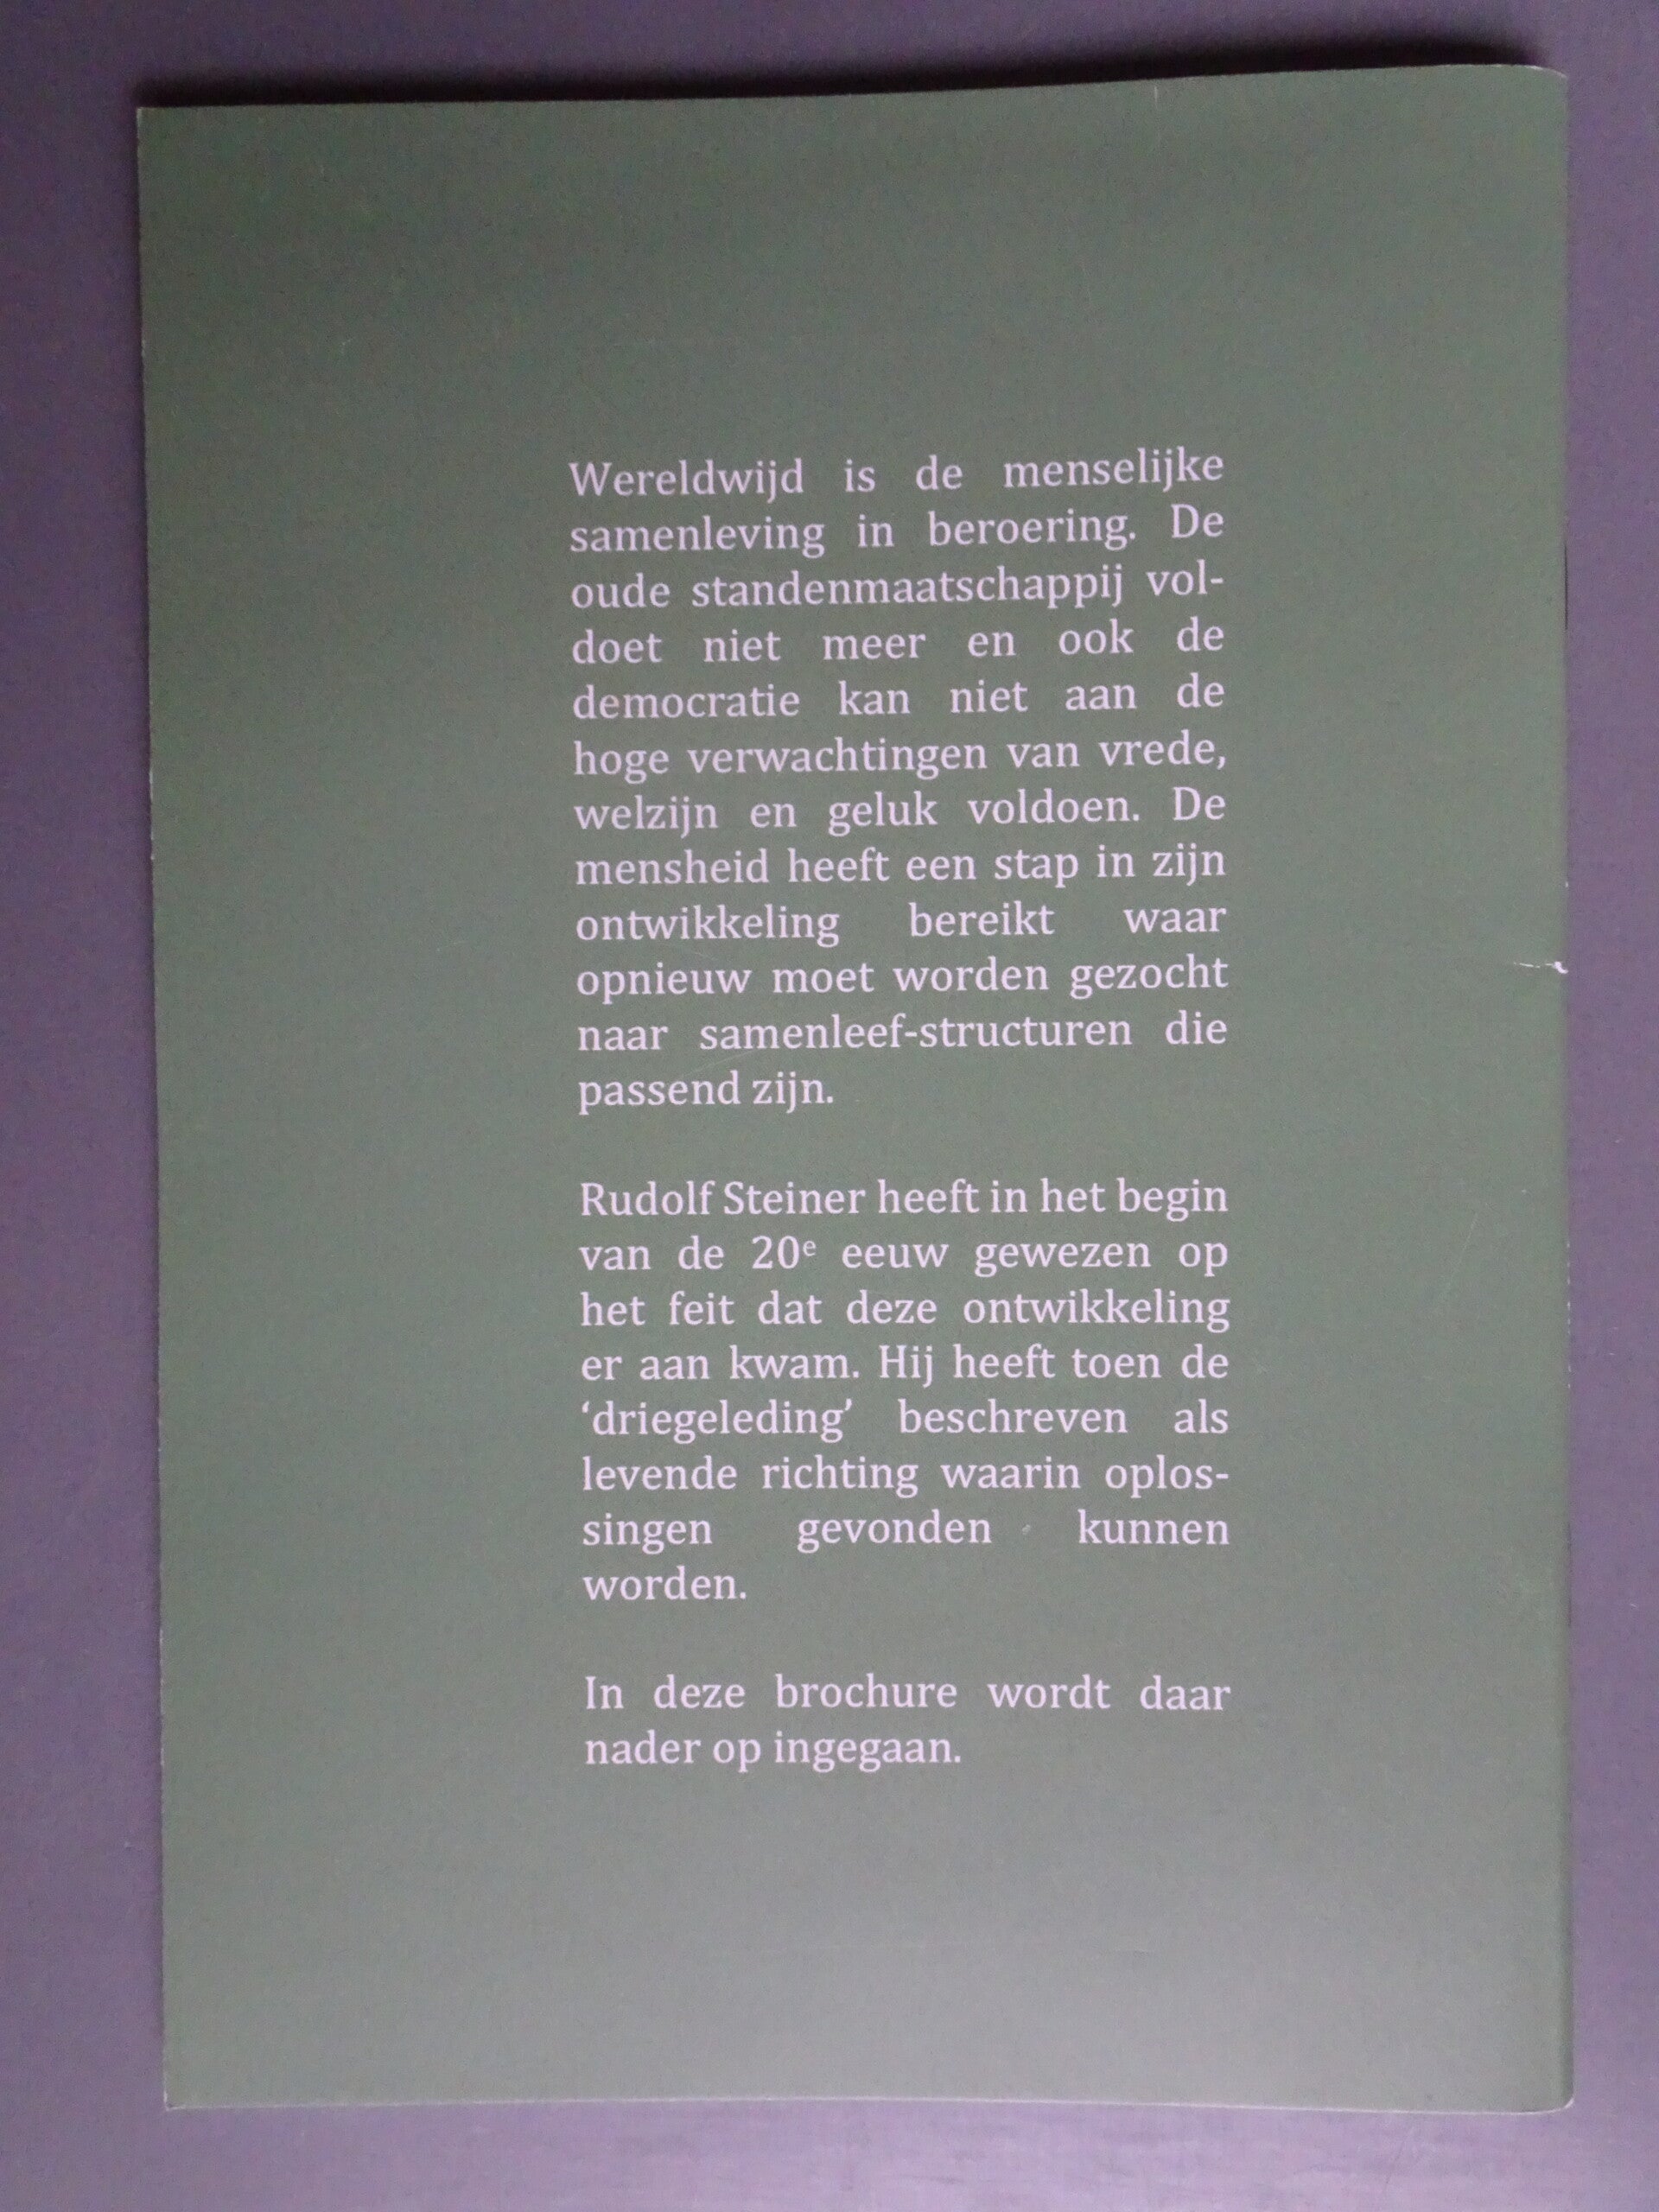 Wereldwijd is de menselijke
samenleving in beroering. De
oude standenmaatschappij vol-
doet niet meer en ook de
democratie kan niet aan de
hoge verwachtingen van vrede,
welzijn en geluk voldoen. De
mensheid heeft een stap in zijn
ontwikkeling bereikt waar
opnieuw moet worden gezocht
naar samenleef-structuren die
passend zijn.
Rudolf Steiner heeft in het begin
van de 20ᵉ eeuw gewezen op
het feit dat deze ontwikkeling
er aan kwam. Hij heeft toen de
‘driegeleding’ beschreven als
levende richting waarin oplos-
singen gevonden kunnen
worden.
In deze brochure wordt daar
nader op ingegaan.